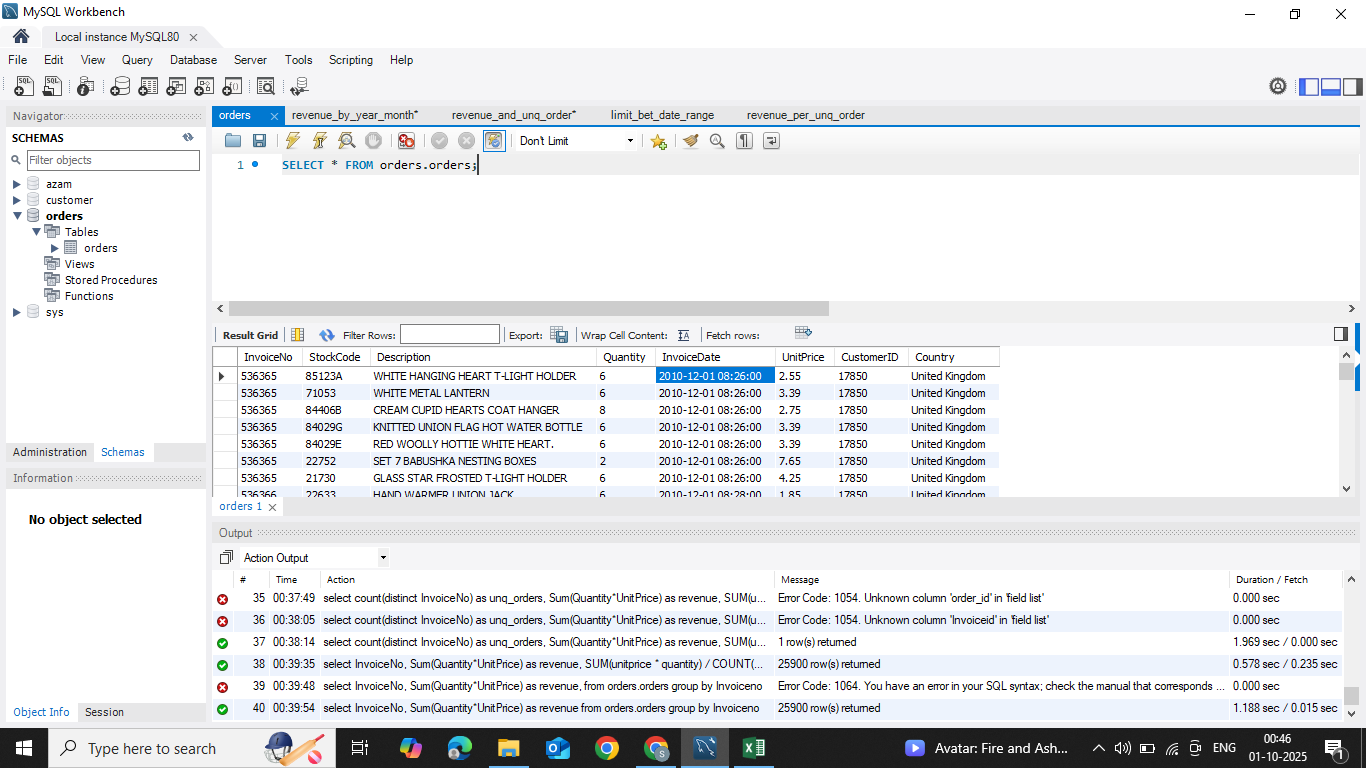 MySQL Workbench
Local instance MySQL80
File Edit View Query Database Server Tools Scripting Help
Navigator
SCHEMAS
Filter objects
azam
customer
orders
Tables
orders
Views
Stored Procedures
Functions
sys
Administration Schemas
Information
No object selected
Object Info Session
orders revenue_by_year_month* revenue_and_unq_order* limit_bet_date_range revenue_per_unq_order
Don't Limit
1 SELECT * FROM orders.orders;
Result Grid Filter Rows: Export: Wrap Cell Content: Fetch rows:
InvoiceNo StockCode Description Quantity InvoiceDate UnitPrice CustomerID Country
536365 85123A WHITE HANGING HEART T-LIGHT HOLDER 6 2010-12-01 08:26:00 2.55 17850 United Kingdom
536365 71053 WHITE METAL LANTERN 6 2010-12-01 08:26:00 3.39 17850 United Kingdom
536365 84406B CREAM CUPID HEARTS COAT HANGER 8 2010-12-01 08:26:00 2.75 17850 United Kingdom
536365 84029G KNITTED UNION FLAG HOT WATER BOTTLE 6 2010-12-01 08:26:00 3.39 17850 United Kingdom
536365 84029E RED WOOLLY HOTTIE WHITE HEART. 6 2010-12-01 08:26:00 3.39 17850 United Kingdom
536365 22752 SET 7 BABUSHKA NESTING BOXES 2 2010-12-01 08:26:00 7.65 17850 United Kingdom
536365 21730 GLASS STAR FROSTED T-LIGHT HOLDER 6 2010-12-01 08:26:00 4.25 17850 United Kingdom
536366 22633 HAND WARMER UNION JACK 6 2010-12-01 08:28:00 1.85 17850 United Kingdom
orders 1
Output
Action Output
# Time Action Message Duration / Fetch
35 00:37:49 select count(distinct InvoiceNo) as unq_orders, Sum(Quantity*UnitPrice) as revenue, SUM(u... Error Code: 1054. Unknown column 'order_id' in 'field list' 0.000 sec
36 00:38:05 select count(distinct InvoiceNo) as unq_orders, Sum(Quantity*UnitPrice) as revenue, SUM(u... Error Code: 1054. Unknown column 'Invoiceid' in 'field list' 0.000 sec
37 00:38:14 select count(distinct InvoiceNo) as unq_orders, Sum(Quantity*UnitPrice) as revenue, SUM(u... 1 row(s) returned 1.969 sec / 0.000 sec
38 00:39:35 select InvoiceNo, Sum(Quantity*UnitPrice) as revenue, SUM(unitprice * quantity) / COUNT(... 25900 row(s) returned 0.578 sec / 0.235 sec
39 00:39:48 select InvoiceNo, Sum(Quantity*UnitPrice) as revenue, from orders.orders group by Invoiceno Error Code: 1064. You have an error in your SQL syntax; check the manual that corresponds ... 0.000 sec
40 00:39:54 select InvoiceNo, Sum(Quantity*UnitPrice) as revenue from orders.orders group by Invoiceno 25900 row(s) returned 1.188 sec / 0.015 sec
Type here to search
Avatar: Fire and Ash...
ENG
00:46
01-10-2025
1